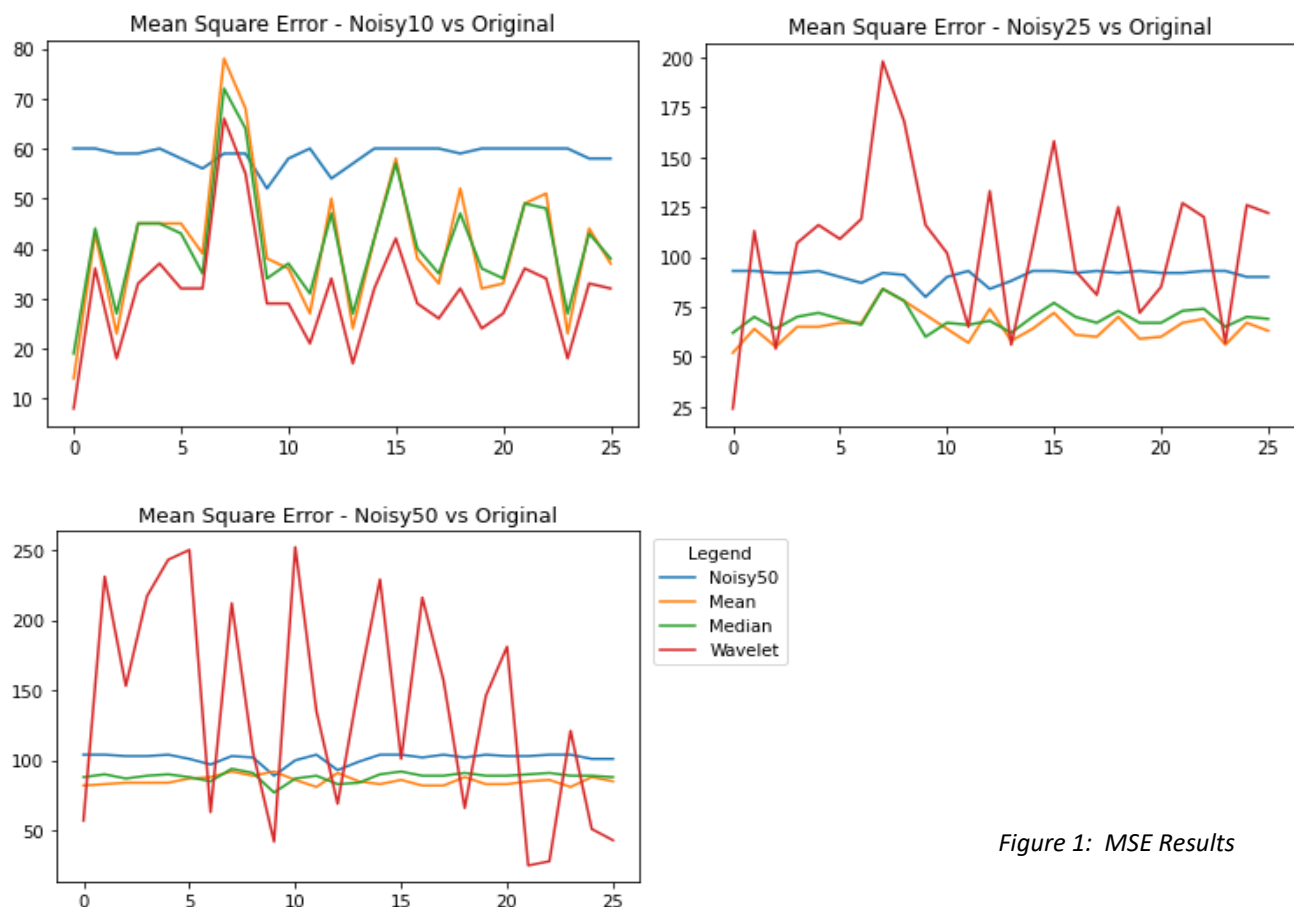 Mean Square Error - Noisy10 vs Original
80
70
60
50
40
30
20
10
0 5 10 15 20 25
Mean Square Error - Noisy25 vs Original
200
175
150
125
100
75
50
25
0 5 10 15 20 25
Mean Square Error - Noisy50 vs Original
250
200
150
100
50
0 5 10 15 20 25
Legend
Noisy50
Mean
Median
Wavelet
Figure 1: MSE Results